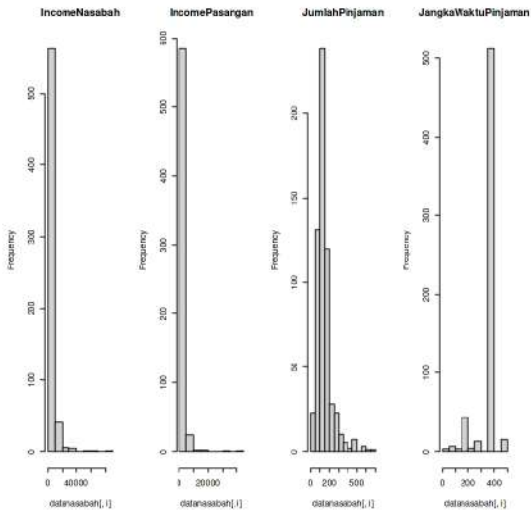 IncomeNasabah
Frequency
0 100 200 300 400 500
0 40000
datanasabah[, i]
IncomePasangan
Frequency
0 100 200 300 400 500 600
0 20000
datanasabah[, i]
JumlahPinjaman
Frequency
0 50 100 150 200
0 200 500
datanasabah[, i]
JangkaWaktuPinjaman
Frequency
0 100 200 300 400 500
0 200 400
datanasabah[, i]